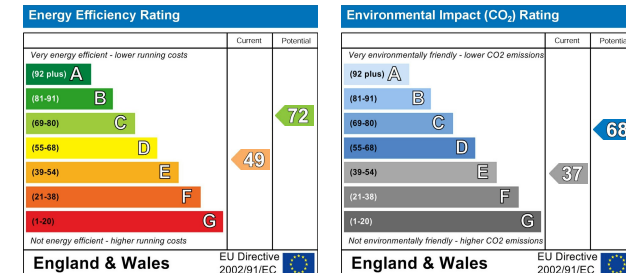 Energy Efficiency Rating
Current Potential
Very energy efficient - lower running costs
(92 plus) A
(81-91) B
(69-80) C
(55-68) D
(39-54) E
(21-38) F
(1-20) G
49
72
Not energy efficient - higher running costs
England & Wales
EU Directive
2002/91/EC
Environmental Impact (CO₂) Rating
Current Potential
Very environmentally friendly - lower CO2 emissions
(92 plus) A
(81-91) B
(69-80) C
(55-68) D
(39-54) E
(21-38) F
(1-20) G
37
68
Not environmentally friendly - higher CO2 emissions
England & Wales
EU Directive
2002/91/EC